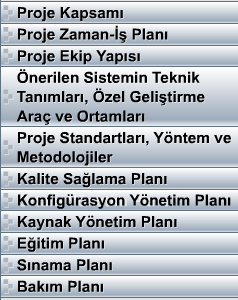 Proje Kapsamı
Proje Zaman-İş Planı
Proje Ekip Yapısı
Önerilen Sistemin Teknik
Tanımları, Özel Geliştirme
Araç ve Ortamları
Proje Standartları, Yöntem ve
Metodolojiler
Kalite Sağlama Planı
Konfigürasyon Yönetim Planı
Kaynak Yönetim Planı
Eğitim Planı
Sınama Planı
Bakım Planı